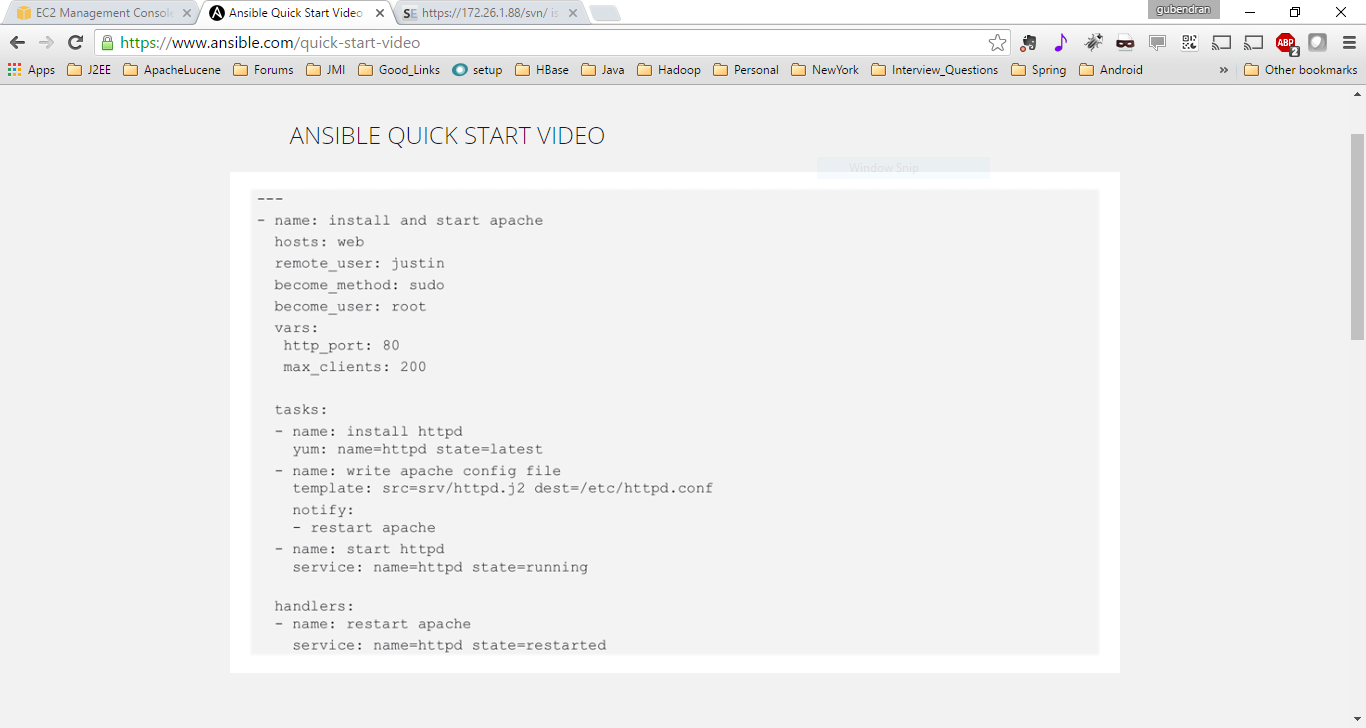 EC2 Management Console
Ansible Quick Start Video
SE https://172.26.1.88/svn/ is
gubendran
https://www.ansible.com/quick-start-video
ABP 2
Apps J2EE ApacheLucene Forums JMI Good_Links setup HBase Java Hadoop Personal NewYork Interview_Questions Spring Android » Other bookmarks
ANSIBLE QUICK START VIDEO
Window Snip
---
- name: install and start apache
hosts: web
remote_user: justin
become_method: sudo
become_user: root
vars:
http_port: 80
max_clients: 200
tasks:
- name: install httpd
yum: name=httpd state=latest
- name: write apache config file
template: src=srv/httpd.j2 dest=/etc/httpd.conf
notify:
- restart apache
- name: start httpd
service: name=httpd state=running
handlers:
- name: restart apache
service: name=httpd state=restarted